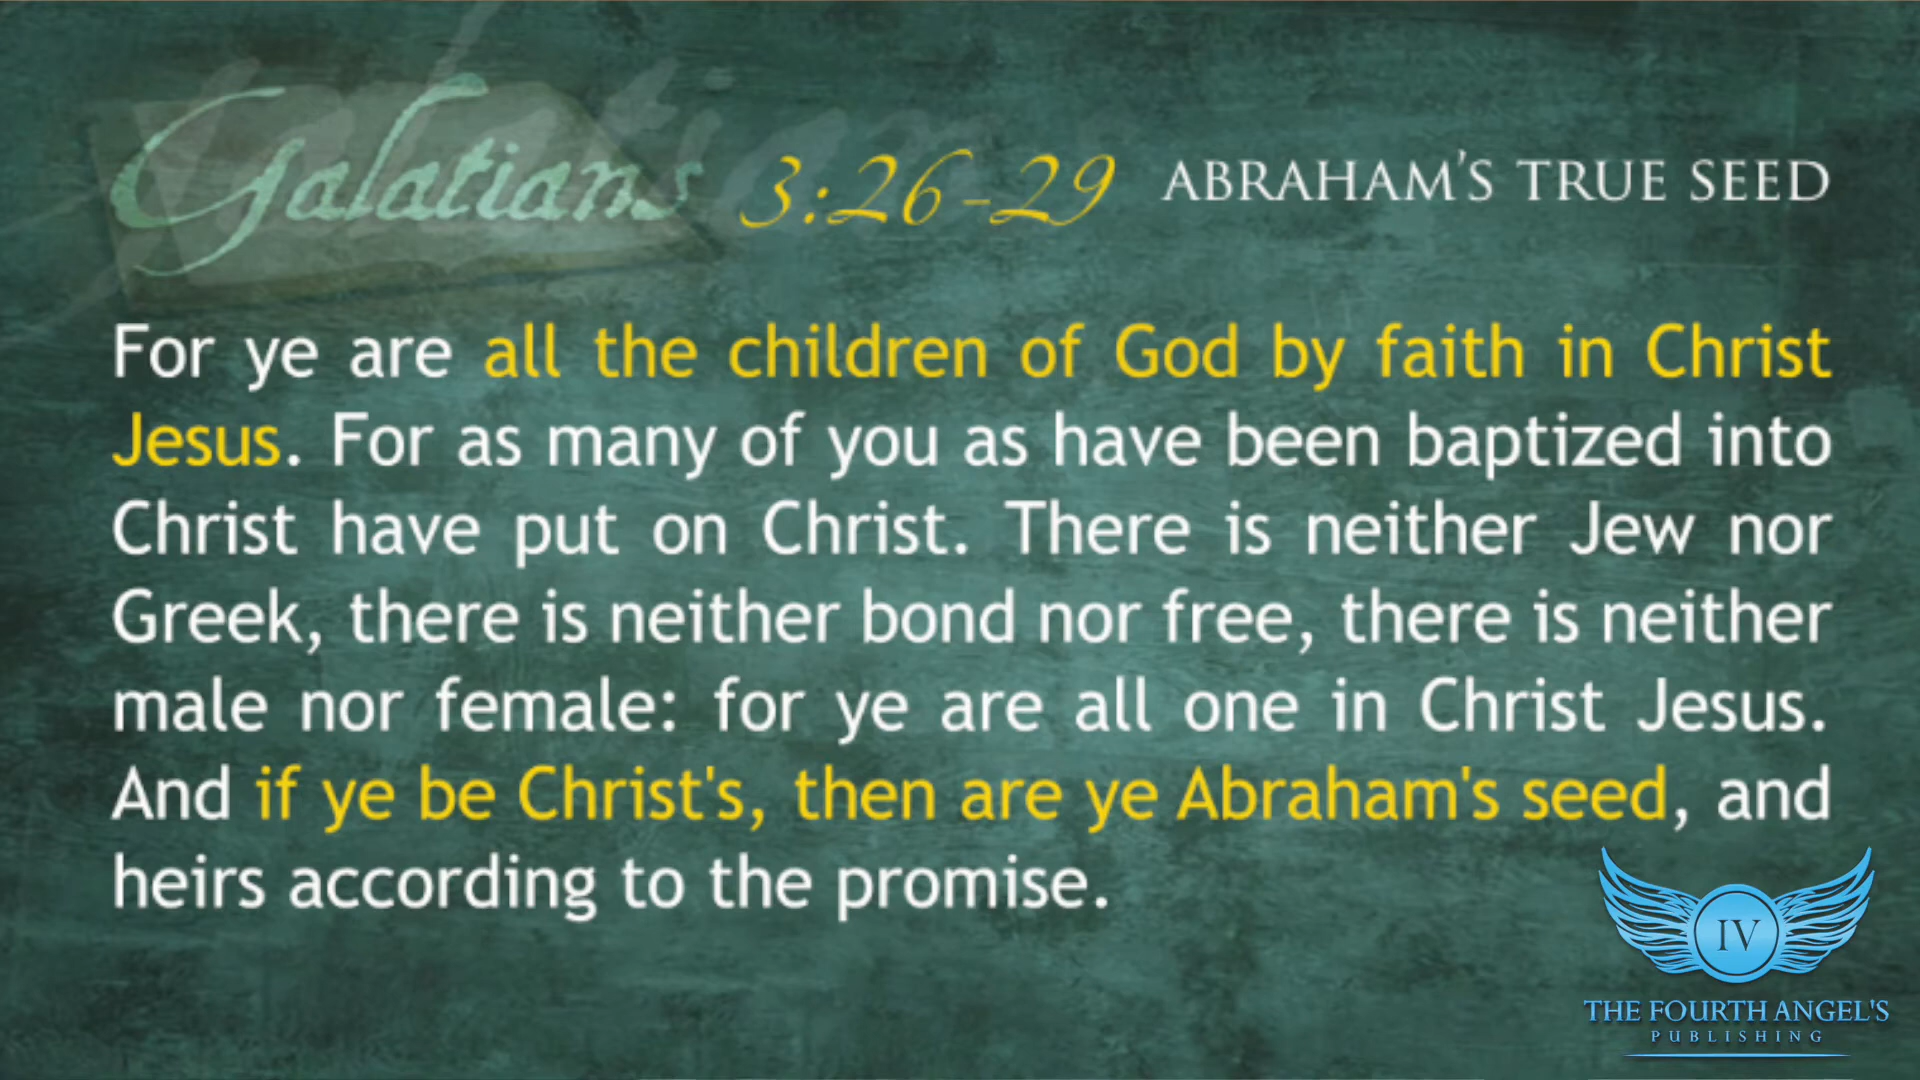 Galatians 3:26-29 ABRAHAM'S TRUE SEED
For ye are all the children of God by faith in Christ
Jesus. For as many of you as have been baptized into
Christ have put on Christ. There is neither Jew nor
Greek, there is neither bond nor free, there is neither
male nor female: for ye are all one in Christ Jesus.
And if ye be Christ's, then are ye Abraham's seed, and
heirs according to the promise.
IV
THE FOURTH ANGEL'S
PUBLISHING